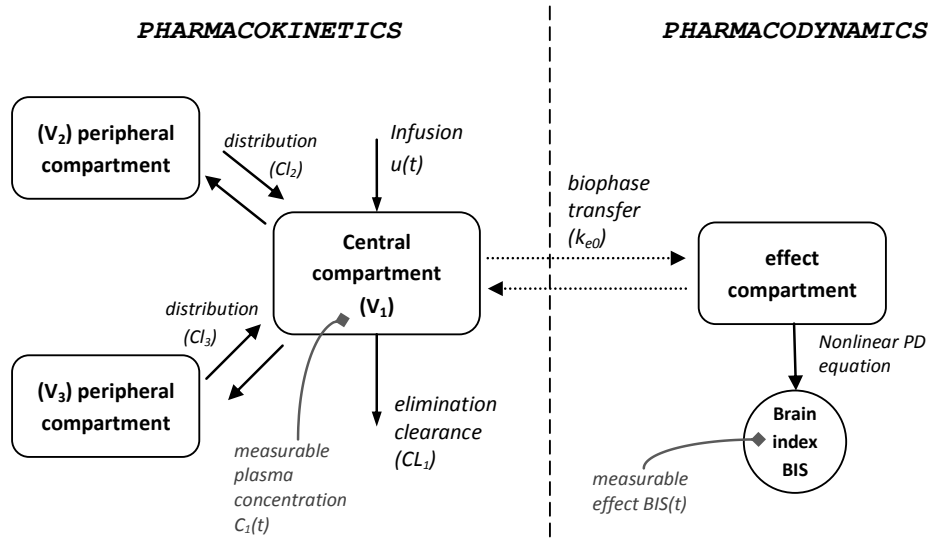 PHARMACOKINETICS
PHARMACODYNAMICS
(V2) peripheral
compartment
distribution
(Cl2)
Infusion
u(t)
Central
compartment
(V1)
biophase
transfer
(ke0)
effect
compartment
distribution
(Cl3)
(V3) peripheral
compartment
elimination
clearance
(CL1)
measurable
plasma
concentration
C1(t)
Nonlinear PD
equation
Brain
index
BIS
measurable
effect BIS(t)